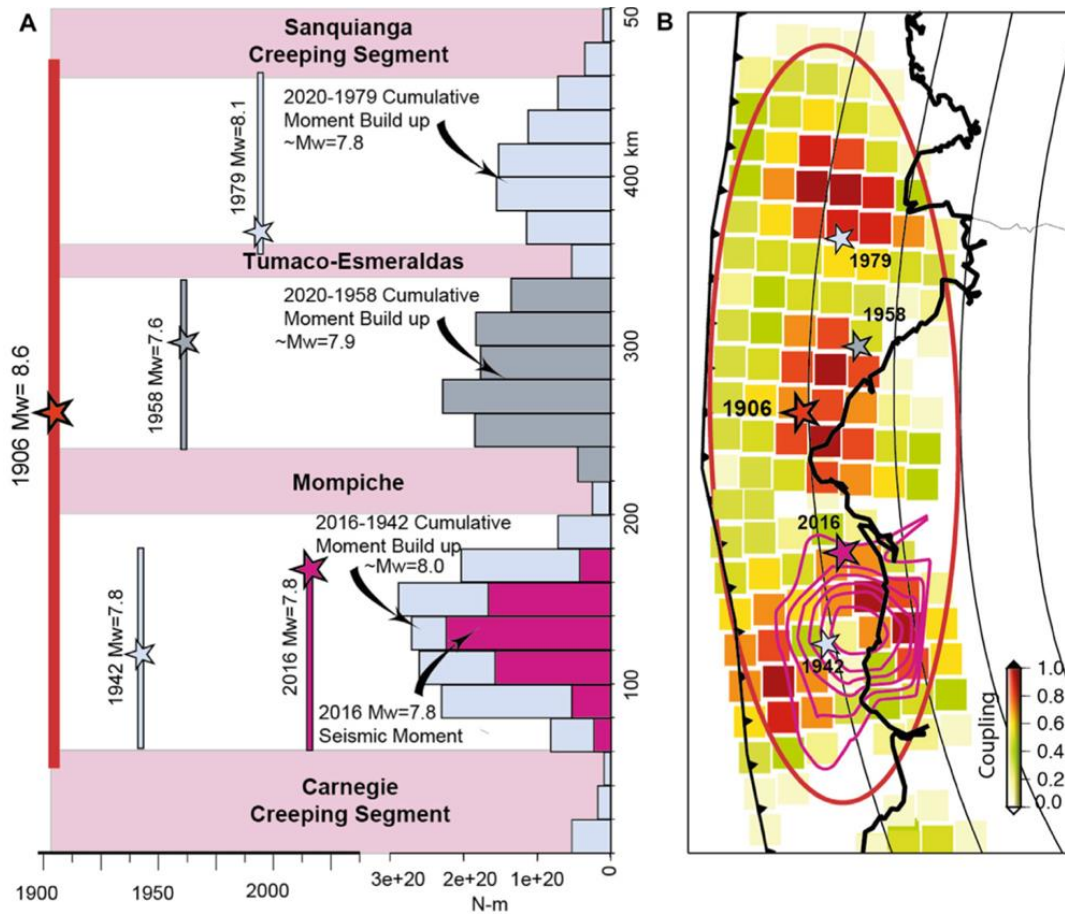 A
Sanquianga
Creeping Segment
2020-1979 Cumulative
Moment Build up
~Mw=7.8
1979 Mw=8.1
Tumaco-Esmeraldas
2020-1958 Cumulative
Moment Build up
~Mw=7.9
1958 Mw=7.6
1906 Mw= 8.6
Mompiche
2016-1942 Cumulative
Moment Build up
~Mw=8.0
1942 Mw=7.8
2016 Mw=7.8
2016 Mw=7.8
Seismic Moment
Carnegie
Creeping Segment
1900
1950
2000
3e+20
2e+20
1e+20
0
N-m
50
400 km
300
200
100
B
1979
1958
1906
2016
1942
Coupling
1.0
0.8
0.6
0.4
0.2
0.0